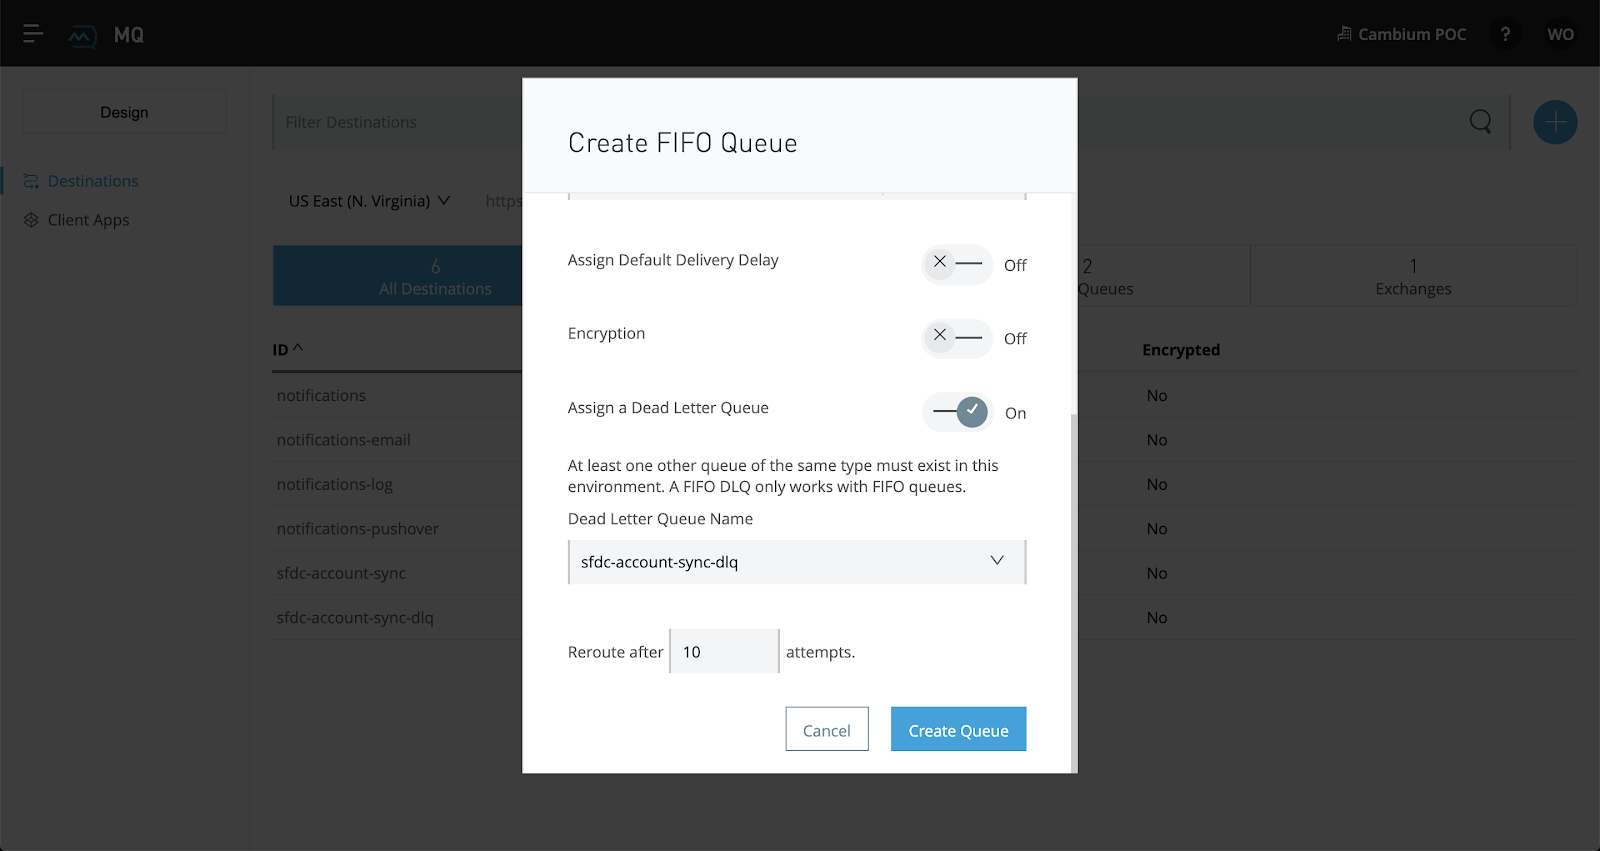 MQ
Cambium POC
?
WO
Design
Destinations
Client Apps
Filter Destinations
US East (N. Virginia)
https
6
All Destinations
2
Queues
1
Exchanges
ID
Encrypted
notifications
No
notifications-email
No
notifications-log
No
notifications-pushover
No
sfdc-account-sync
No
sfdc-account-sync-dlq
No
Create FIFO Queue
Assign Default Delivery Delay
Off
Encryption
Off
Assign a Dead Letter Queue
On
At least one other queue of the same type must exist in this
environment. A FIFO DLQ only works with FIFO queues.
Dead Letter Queue Name
sfdc-account-sync-dlq
Reroute after 10 attempts.
Cancel
Create Queue